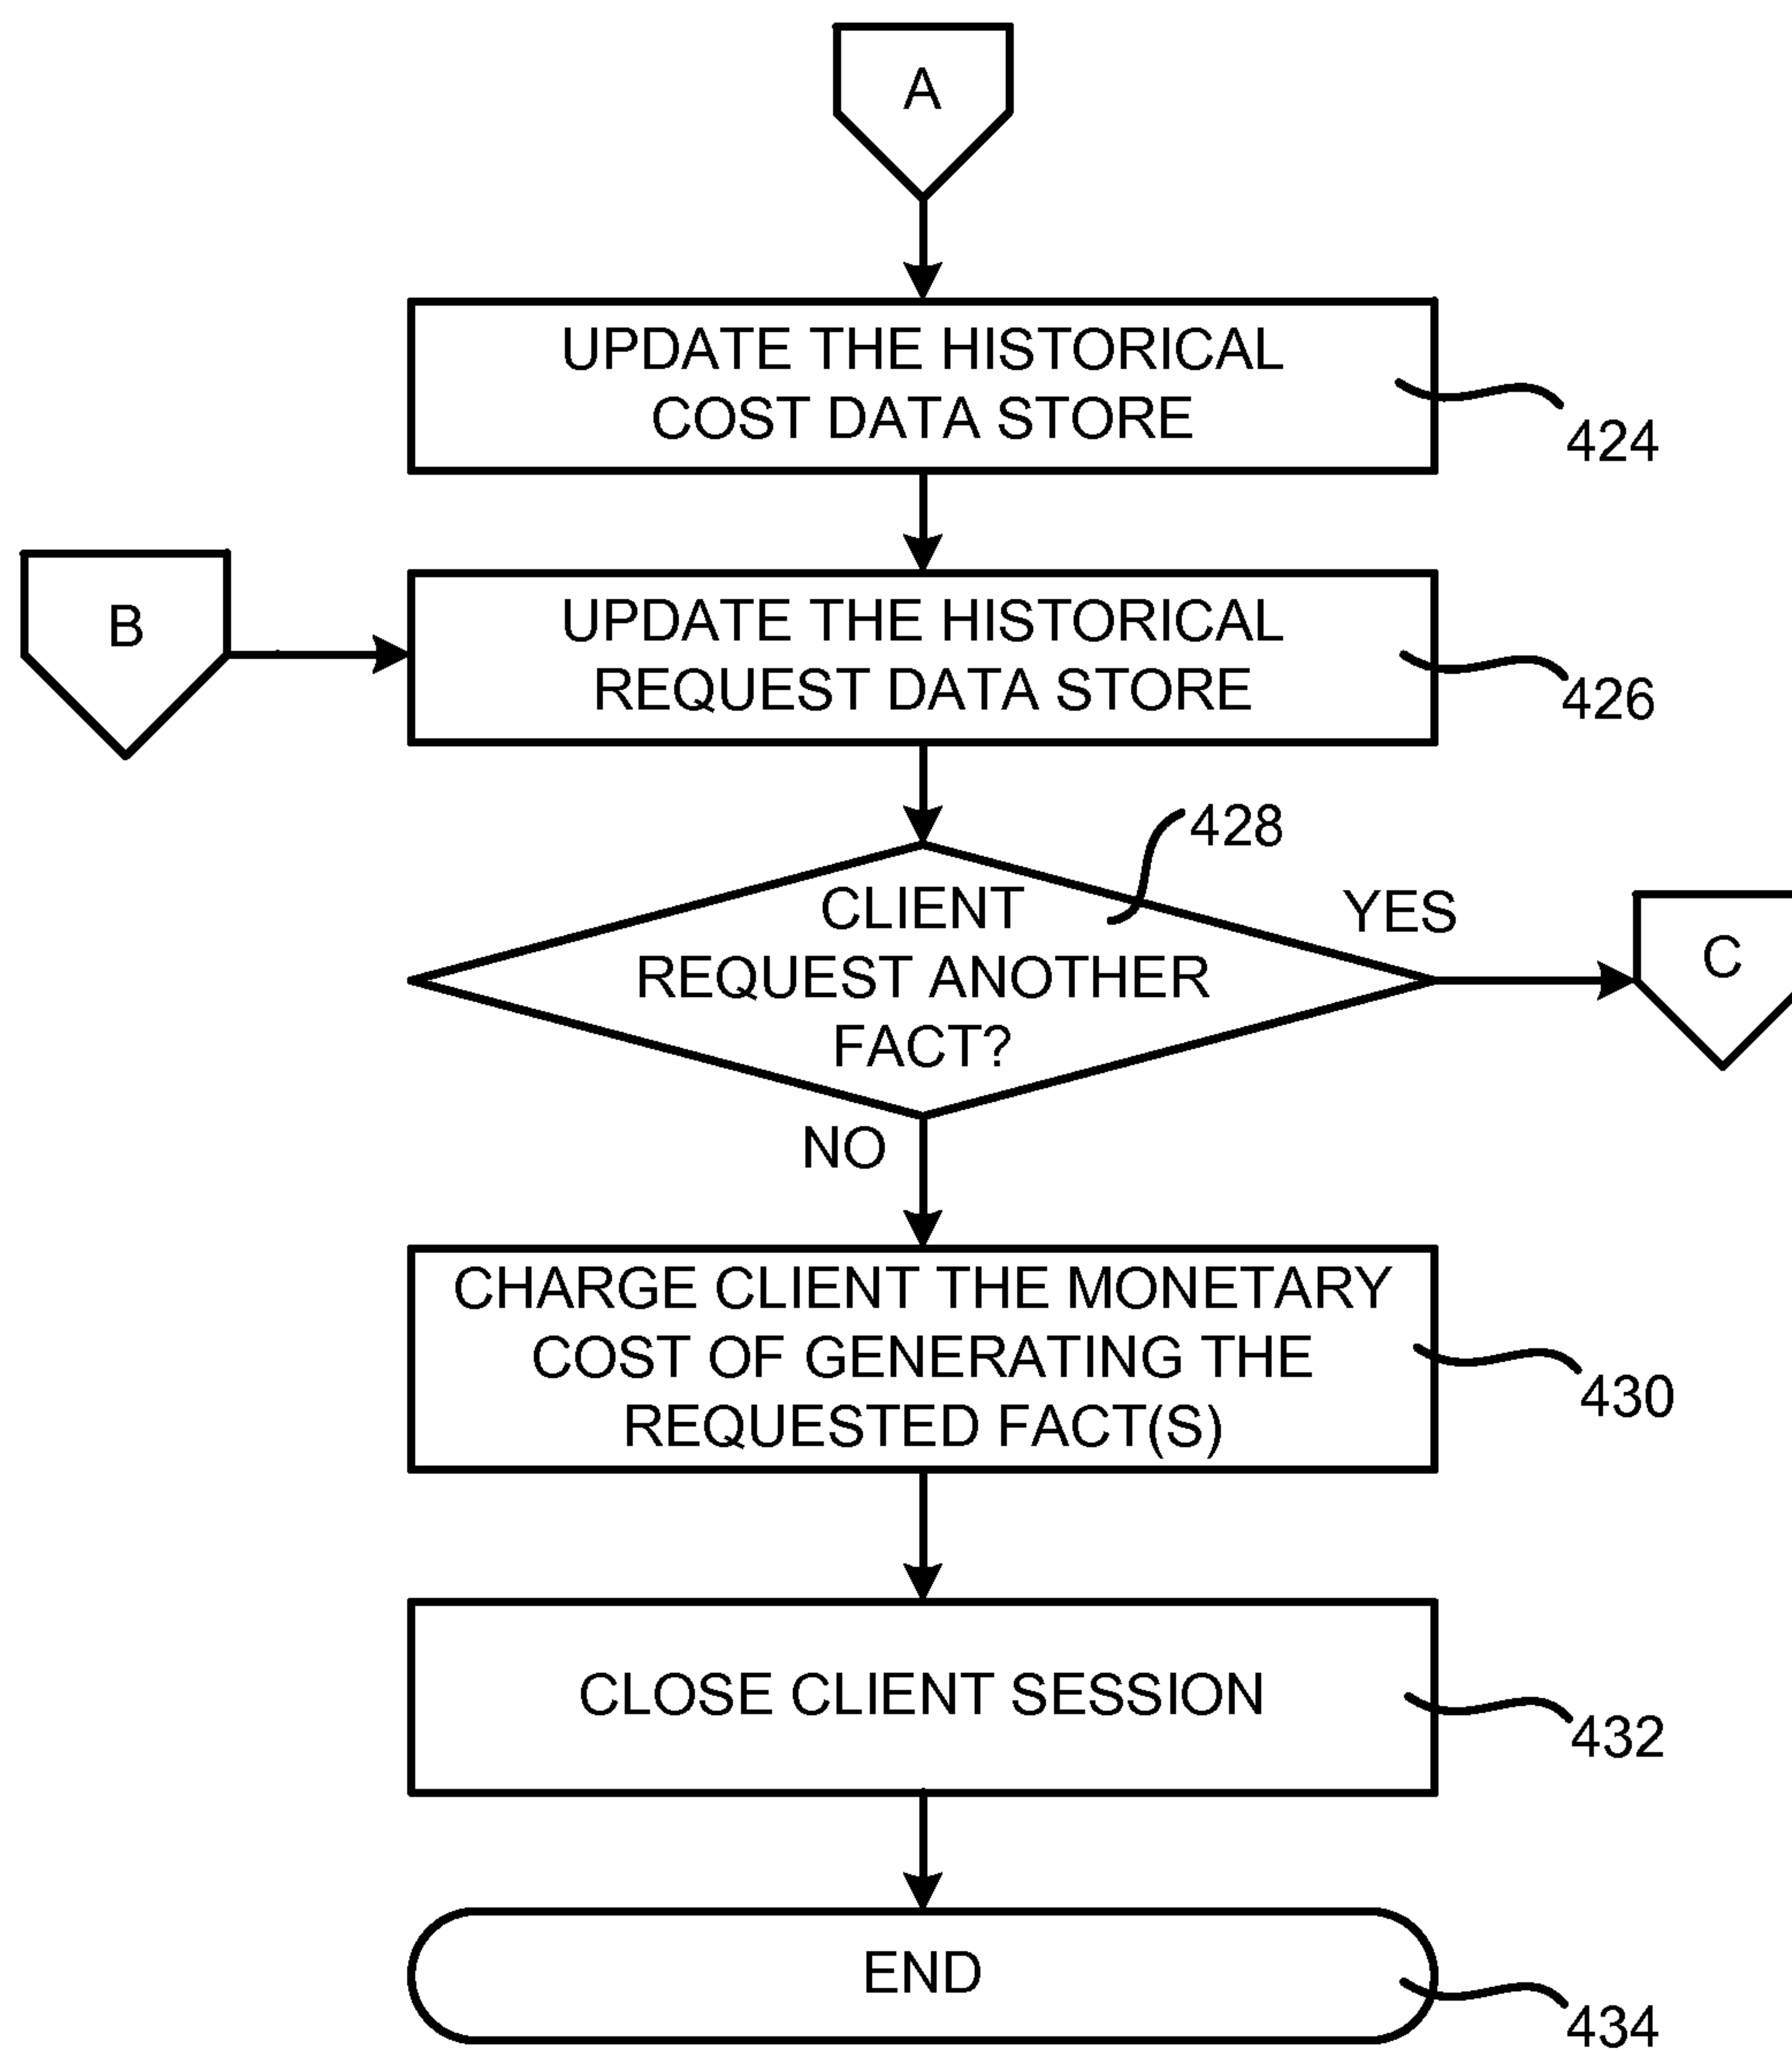 A
UPDATE THE HISTORICAL
COST DATA STORE
424
B
UPDATE THE HISTORICAL
REQUEST DATA STORE
426
428
CLIENT
REQUEST ANOTHER
FACT?
YES
C
NO
CHARGE CLIENT THE MONETARY
COST OF GENERATING THE
REQUESTED FACT(S)
430
CLOSE CLIENT SESSION
432
END
434